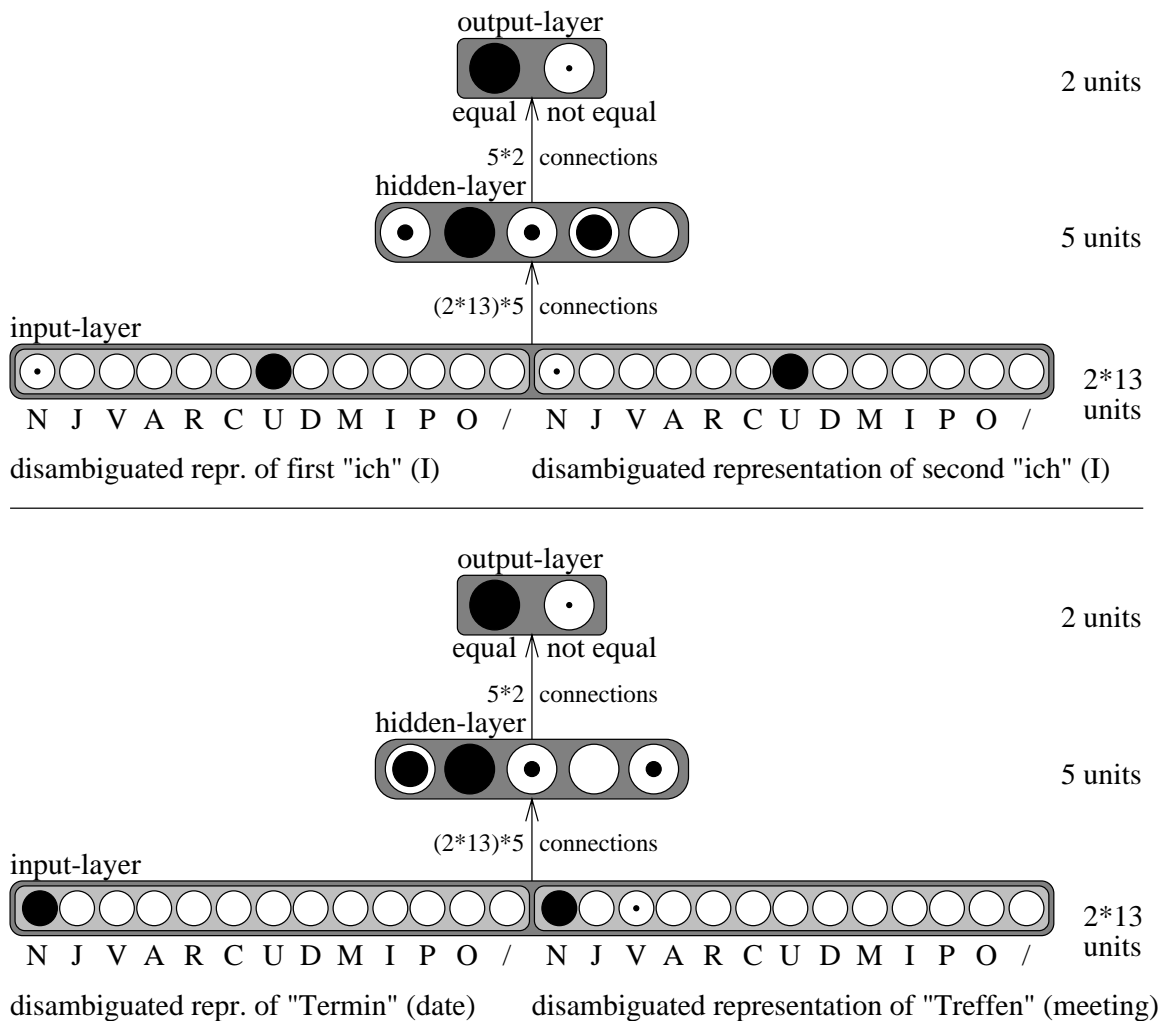 output-layer
2 units
equal not equal
5*2 connections
hidden-layer
5 units
(2*13)*5 connections
input-layer
2*13
units
N J V A R C U D M I P O / N J V A R C U D M I P O /
disambiguated repr. of first "ich" (I) disambiguated representation of second "ich" (I)
output-layer
2 units
equal not equal
5*2 connections
hidden-layer
5 units
(2*13)*5 connections
input-layer
2*13
units
N J V A R C U D M I P O / N J V A R C U D M I P O /
disambiguated repr. of "Termin" (date) disambiguated representation of "Treffen" (meeting)